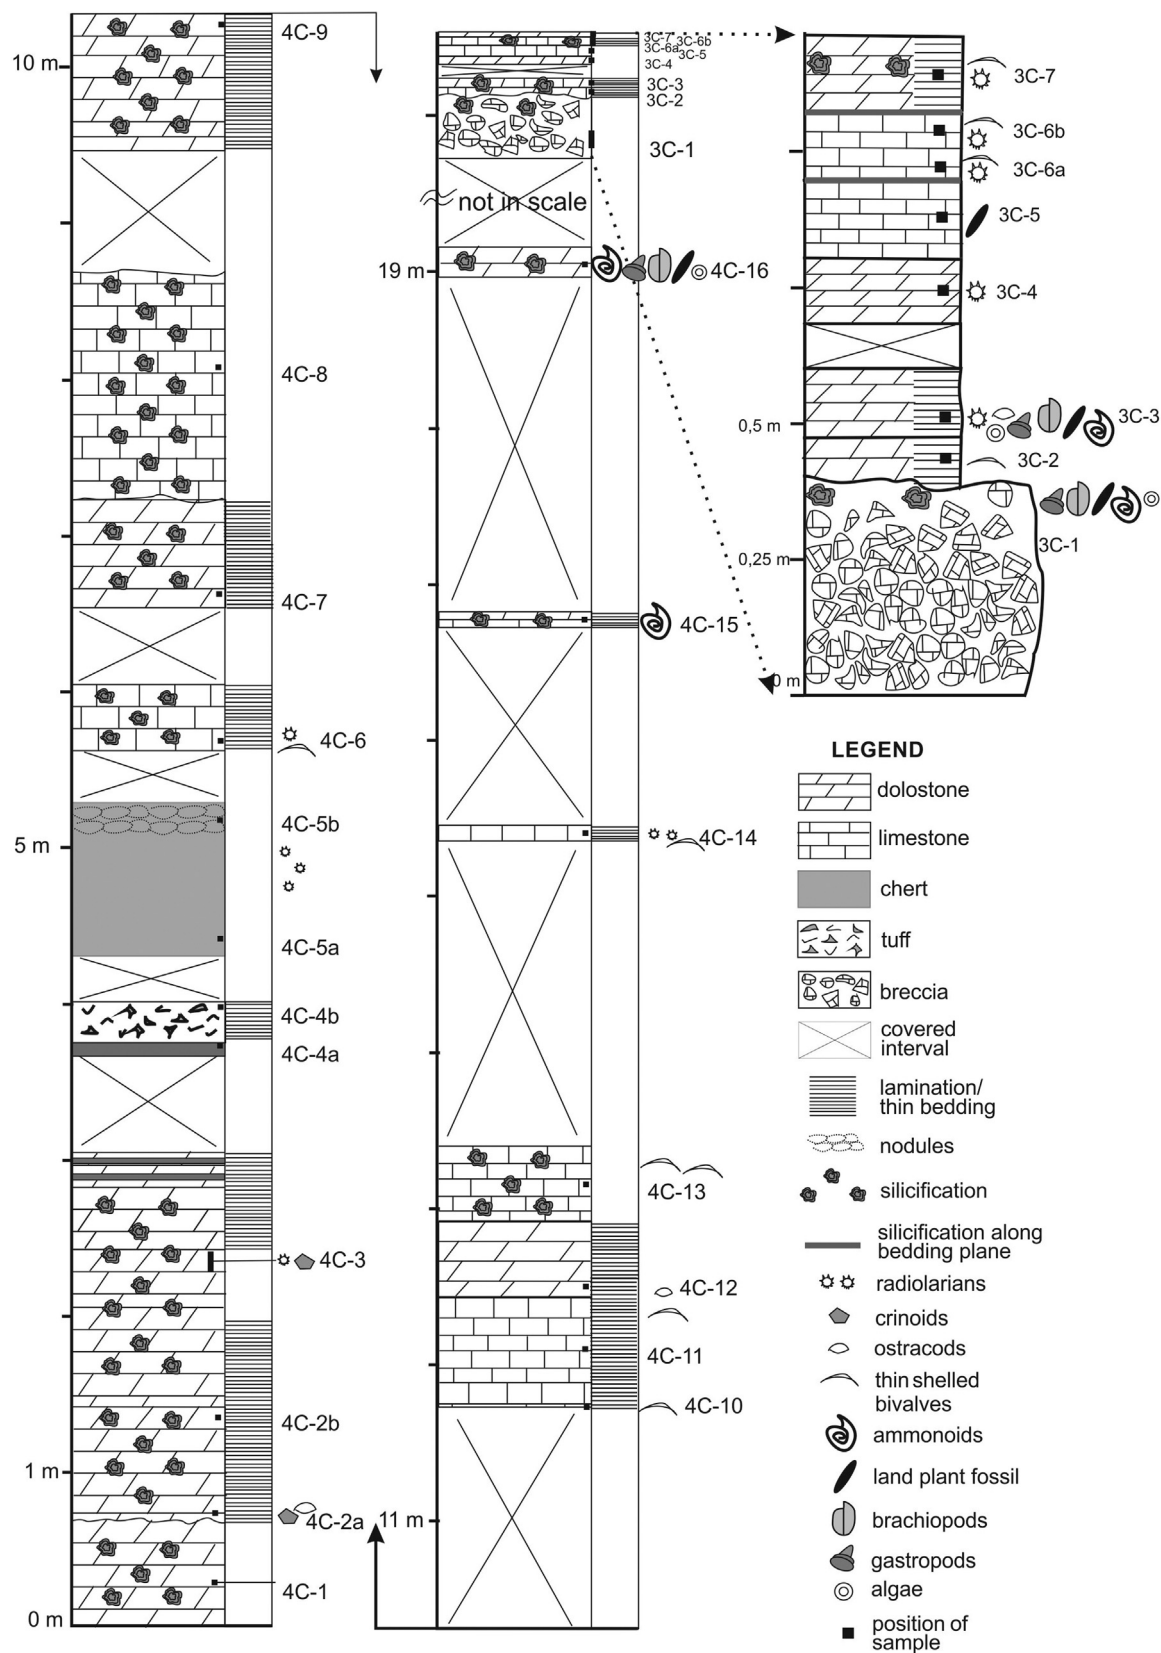 4C-9
10 m
4C-8
4C-7
4C-6
4C-5b
5 m
4C-5a
4C-4b
4C-4a
4C-3
4C-2b
1 m
4C-2a
4C-1
0 m
3C-7 3C-6b
3C-6a 3C-5
3C-4
3C-3
3C-2
3C-1
not in scale
19 m
4C-16
4C-15
4C-14
4C-13
4C-12
4C-11
4C-10
11 m
3C-7
3C-6b
3C-6a
3C-5
3C-4
3C-3
0,5 m
3C-2
3C-1
0,25 m
0 m
LEGEND
dolostone
limestone
chert
tuff
breccia
covered
interval
lamination/
thin bedding
nodules
silicification
silicification along
bedding plane
radiolarians
crinoids
ostracods
thin shelled
bivalves
ammonoids
land plant fossil
brachiopods
gastropods
algae
position of
sample